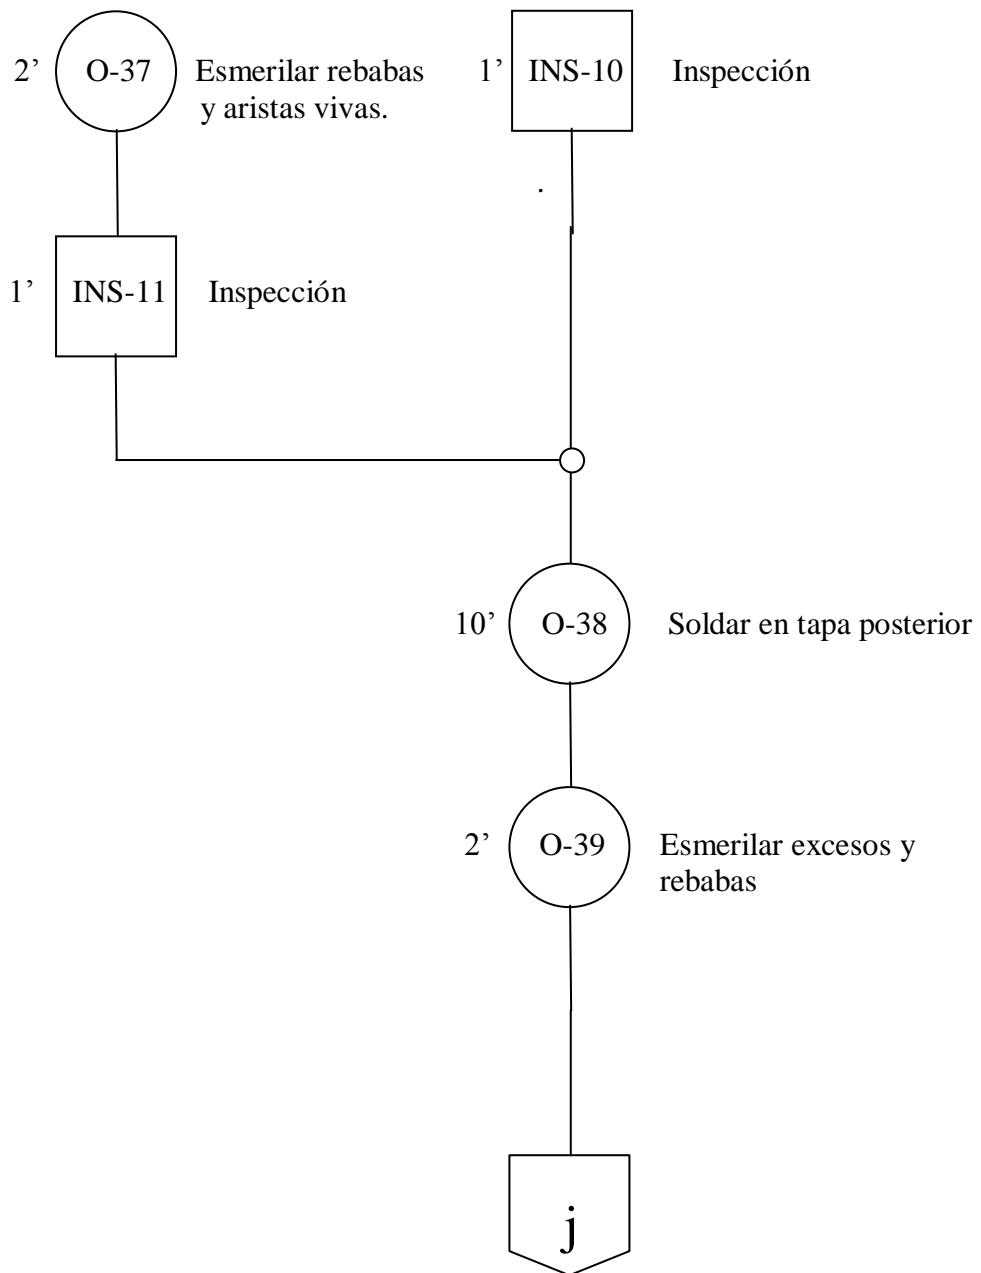 2’ O-37 Esmerilar rebabas
y aristas vivas.
1’ INS-10 Inspección
.
1’ INS-11 Inspección
10’ O-38 Soldar en tapa posterior
2’ O-39 Esmerilar excesos y
rebabas
j